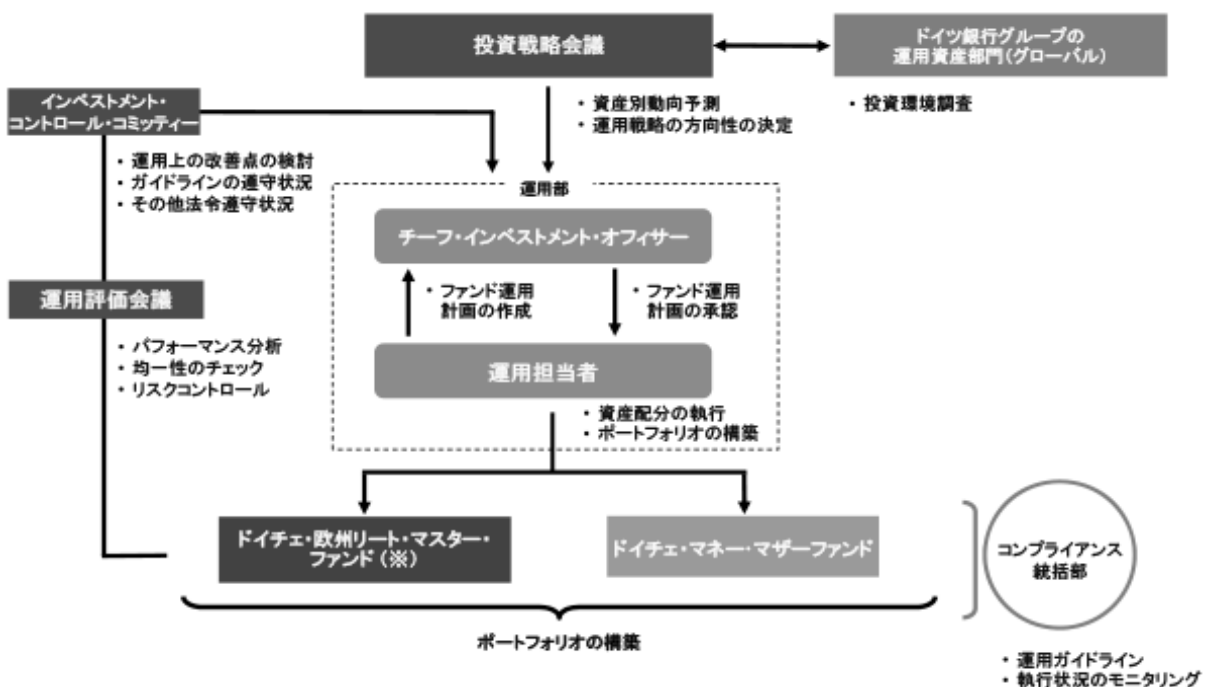 投資戦略会議
ドイツ銀行グループの
運用資産部門(グローバル)
・ 資産別動向予測
・ 運用戦略の方向性の決定
・ 投資環境調査
インベストメント・
コントロール・コミッティー
・ 運用上の改善点の検討
・ ガイドラインの遵守状況
・ その他法令遵守状況
運用部
チーフ・インベストメント・オフィサー
・ ファンド運用
計画の作成
・ ファンド運用
計画の承認
運用評価会議
・ パフォーマンス分析
・ 均一性のチェック
・ リスクコントロール
運用担当者
・ 資産配分の執行
・ ポートフォリオの構築
ドイチェ・欧州リート・マスター・
ファンド(※)
ドイチェ・マネー・マザーファンド
コンプライアンス
統括部
ポートフォリオの構築
・ 運用ガイドライン
・ 執行状況のモニタリング